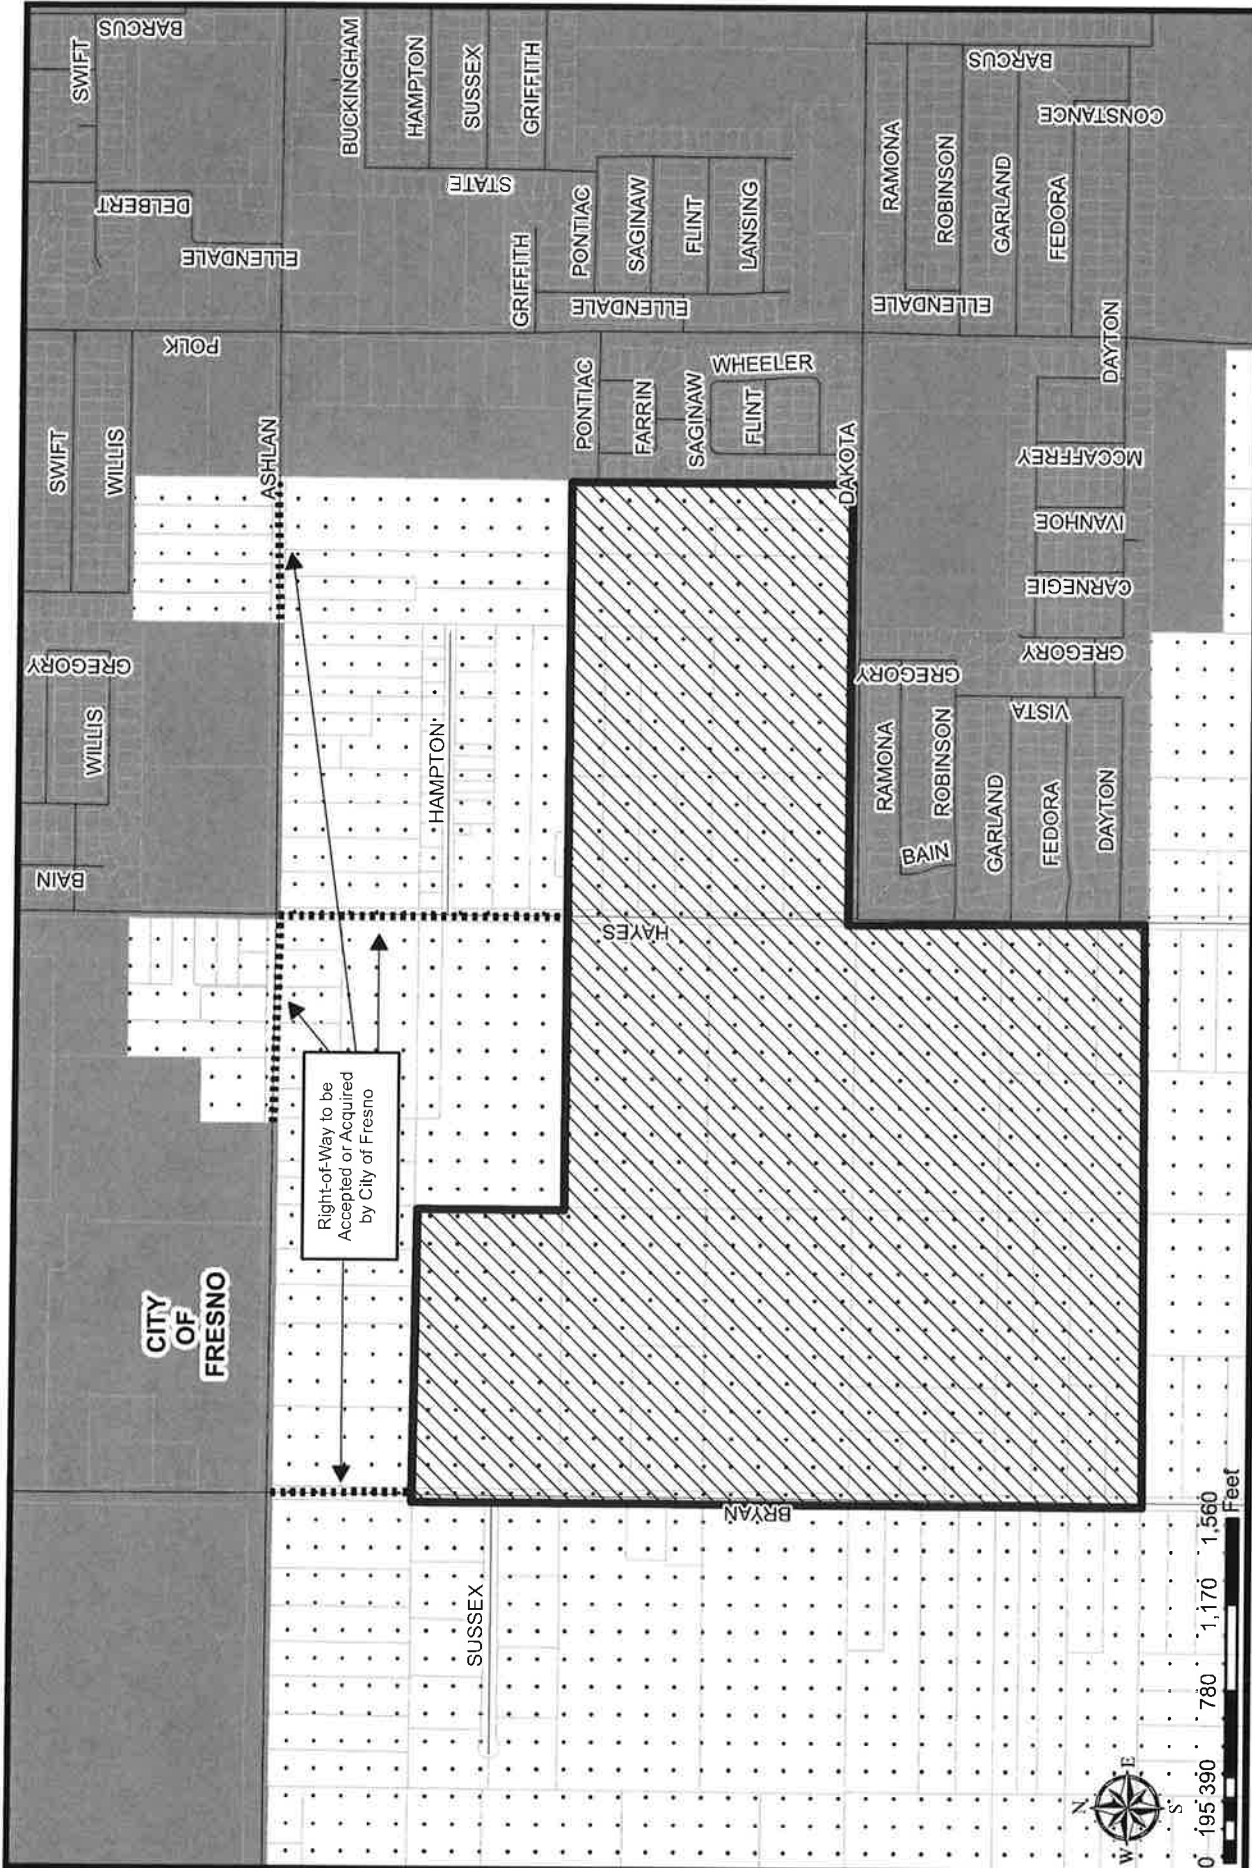 SWIFT
SWIFT
BARCUS
BAIN
GREGORY
WILLIS
WILLIS
DELBERT
POLK
ELLENDALE
CITY
OF
FRESNO
ASHLAN
BUCKINGHAM
Right-of-Way to be
Accepted or Acquired
by City of Fresno
HAMPTON
HAMPTON
SUSSEX
SUSSEX
STATE
GRIFFITH
GRIFFITH
HAYES
PONTIAC
PONTIAC
ELLENDALE
FARRIN
SAGINAW
SAGINAW
FLINT
FLINT
WHEELER
LANSING
BRYAN
DAKOTA
RAMONA
RAMONA
GREGORY
ELLENDALE
BAIN
ROBINSON
ROBINSON
GARLAND
GARLAND
BARCUS
VISTA
FEDORA
FEDORA
GREGORY
CARNEGIE
IVANHOE
MCCAFFREY
CONSTANCE
DAYTON
DAYTON
N
W E
S
0 195 390 780 1,170 1,560
Feet